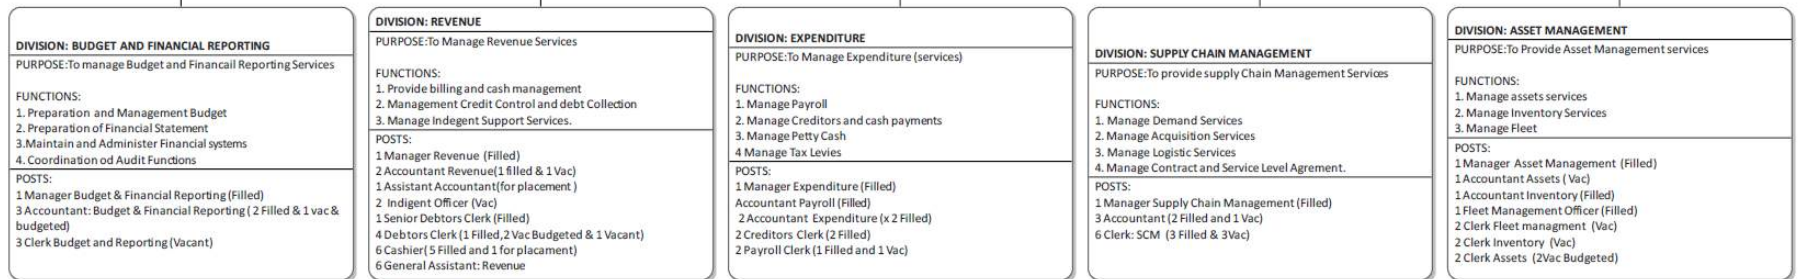 DIVISION: BUDGET AND FINANCIAL REPORTING
PURPOSE:To manage Budget and Financail Reporting Services
FUNCTIONS:
1. Preparation and Management Budget
2. Preparation of Financial Statement
3.Maintain and Administer Financial systems
4. Coordination od Audit Functions
POSTS:
1 Manager Budget & Financial Reporting (Filled)
3 Accountant: Budget & Financial Reporting ( 2 Filled & 1 vac &
budgeted)
3 Clerk Budget and Reporting (Vacant)
DIVISION: REVENUE
PURPOSE:To Manage Revenue Services
FUNCTIONS:
1. Provide billing and cash management
2. Management Credit Control and debt Collection
3. Manage Indegent Support Services.
POSTS:
1 Manager Revenue (Filled)
2 Accountant Revenue(1 filled & 1 Vac)
1 Assistant Accountant(for placement )
2 Indigent Officer (Vac)
1 Senior Debtors Clerk (Filled)
4 Debtors Clerk (1 Filled,2 Vac Budgeted & 1 Vacant)
6 Cashier( 5 Filled and 1 for placament)
6 General Assistant: Revenue
DIVISION: EXPENDITURE
PURPOSE:To Manage Expenditure (services)
FUNCTIONS:
1. Manage Payroll
2. Manage Creditors and cash payments
3. Manage Petty Cash
4 Manage Tax Levies
POSTS:
1 Manager Expenditure (Filled)
Accountant Payroll (Filled)
2 Accountant Expenditure (x 2 Filled)
2 Creditors Clerk (2 Filled)
2 Payroll Clerk (1 Filled and 1 Vac)
DIVISION: SUPPLY CHAIN MANAGEMENT
PURPOSE:To provide supply Chain Management Services
FUNCTIONS:
1. Manage Demand Services
2. Manage Acquisition Services
3. Manage Logistic Services
4. Manage Contract and Service Level Agrement.
POSTS:
1 Manager Supply Chain Management (Filled)
3 Accountant (2 Filled and 1 Vac)
6 Clerk: SCM (3 Filled & 3Vac)
DIVISION: ASSET MANAGEMENT
PURPOSE:To Provide Asset Management services
FUNCTIONS:
1. Manage assets services
2. Manage Inventory Services
3. Manage Fleet
POSTS:
1 Manager Asset Management (Filled)
1 Accountant Assets ( Vac)
1 Accountant Inventory (Filled)
1 Fleet Management Officer (Filled)
2 Clerk Fleet managment (Vac)
2 Clerk Inventory (Vac)
2 Clerk Assets (2Vac Budgeted)